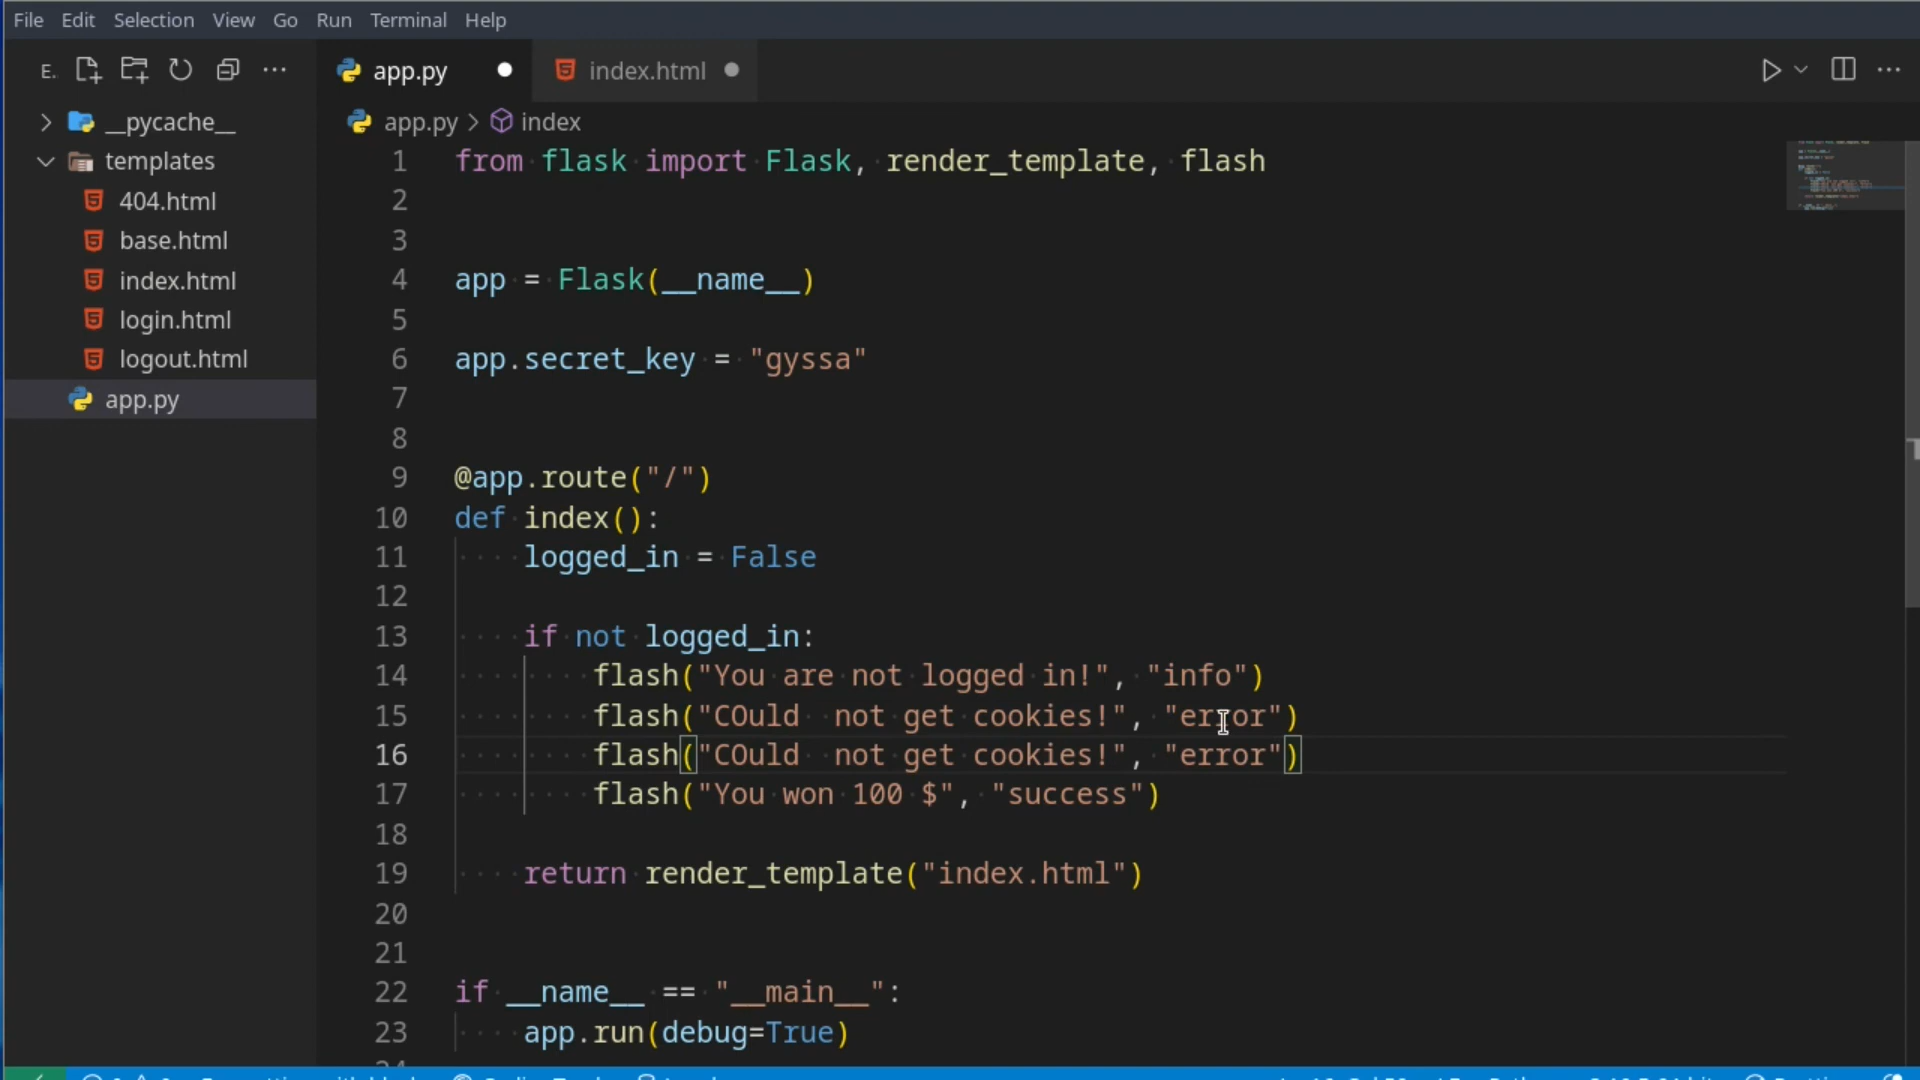 File Edit Selection View Go Run Terminal Help
E.
app.py
index.html
app.py > index
__pycache__
templates
404.html
base.html
index.html
login.html
logout.html
app.py
1 from flask import Flask, render_template, flash
2
3
4 app = Flask(__name__)
5
6 app.secret_key = "gyssa"
7
8
9 @app.route("/")
10 def index():
11 logged_in = False
12
13 if not logged_in:
14 flash("You are not logged in!", "info")
15 flash("COuld  not get cookies!", "error")
16 flash("COuld  not get cookies!", "error")
17 flash("You won 100 $", "success")
18
19 return render_template("index.html")
20
21
22 if __name__ == "__main__":
23 app.run(debug=True)